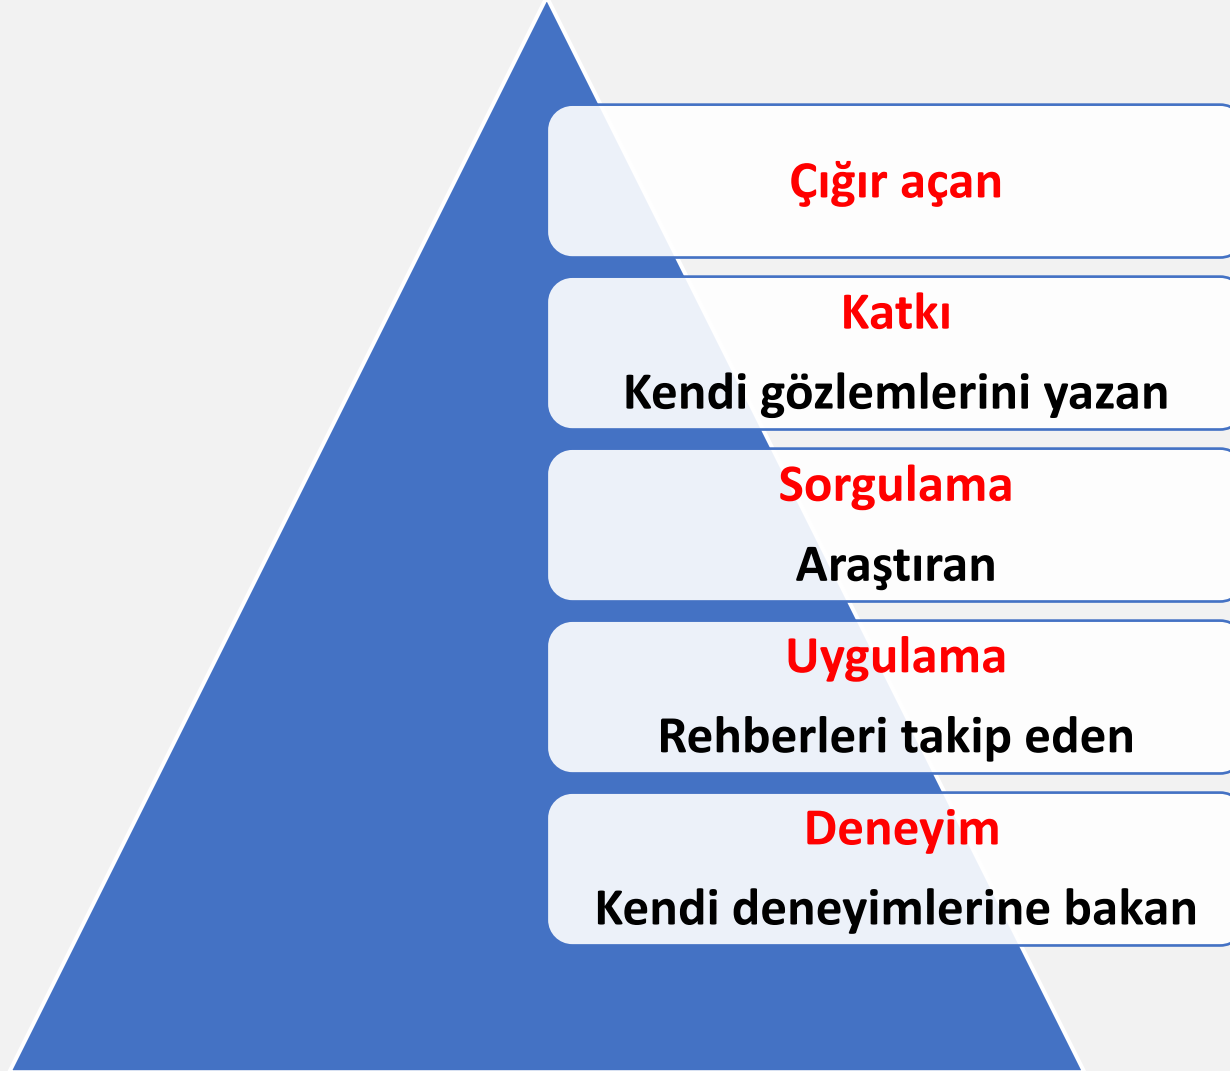 Çığır açan
Katkı
Kendi gözlemlerini yazan
Sorgulama
Araştıran
Uygulama
Rehberleri takip eden
Deneyim
Kendi deneyimlerine bakan